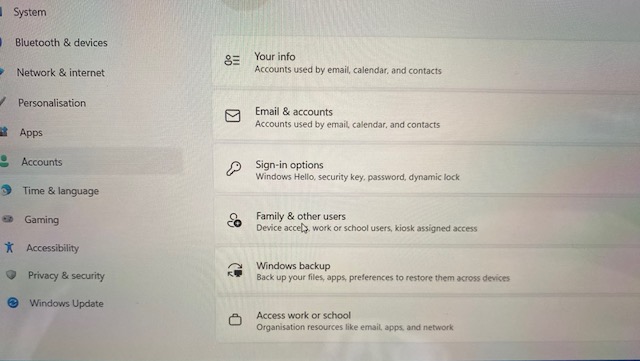 System
Bluetooth & devices
Network & internet
Personalisation
Apps
Accounts
Time & language
Gaming
Accessibility
Privacy & security
Windows Update
Your info
Accounts used by email, calendar, and contacts
Email & accounts
Accounts used by email, calendar, and contacts
Sign-in options
Windows Hello, security key, password, dynamic lock
Family & other users
Device access, work or school users, kiosk assigned access
Windows backup
Back up your files, apps, preferences to restore them across devices
Access work or school
Organisation resources like email, apps, and network